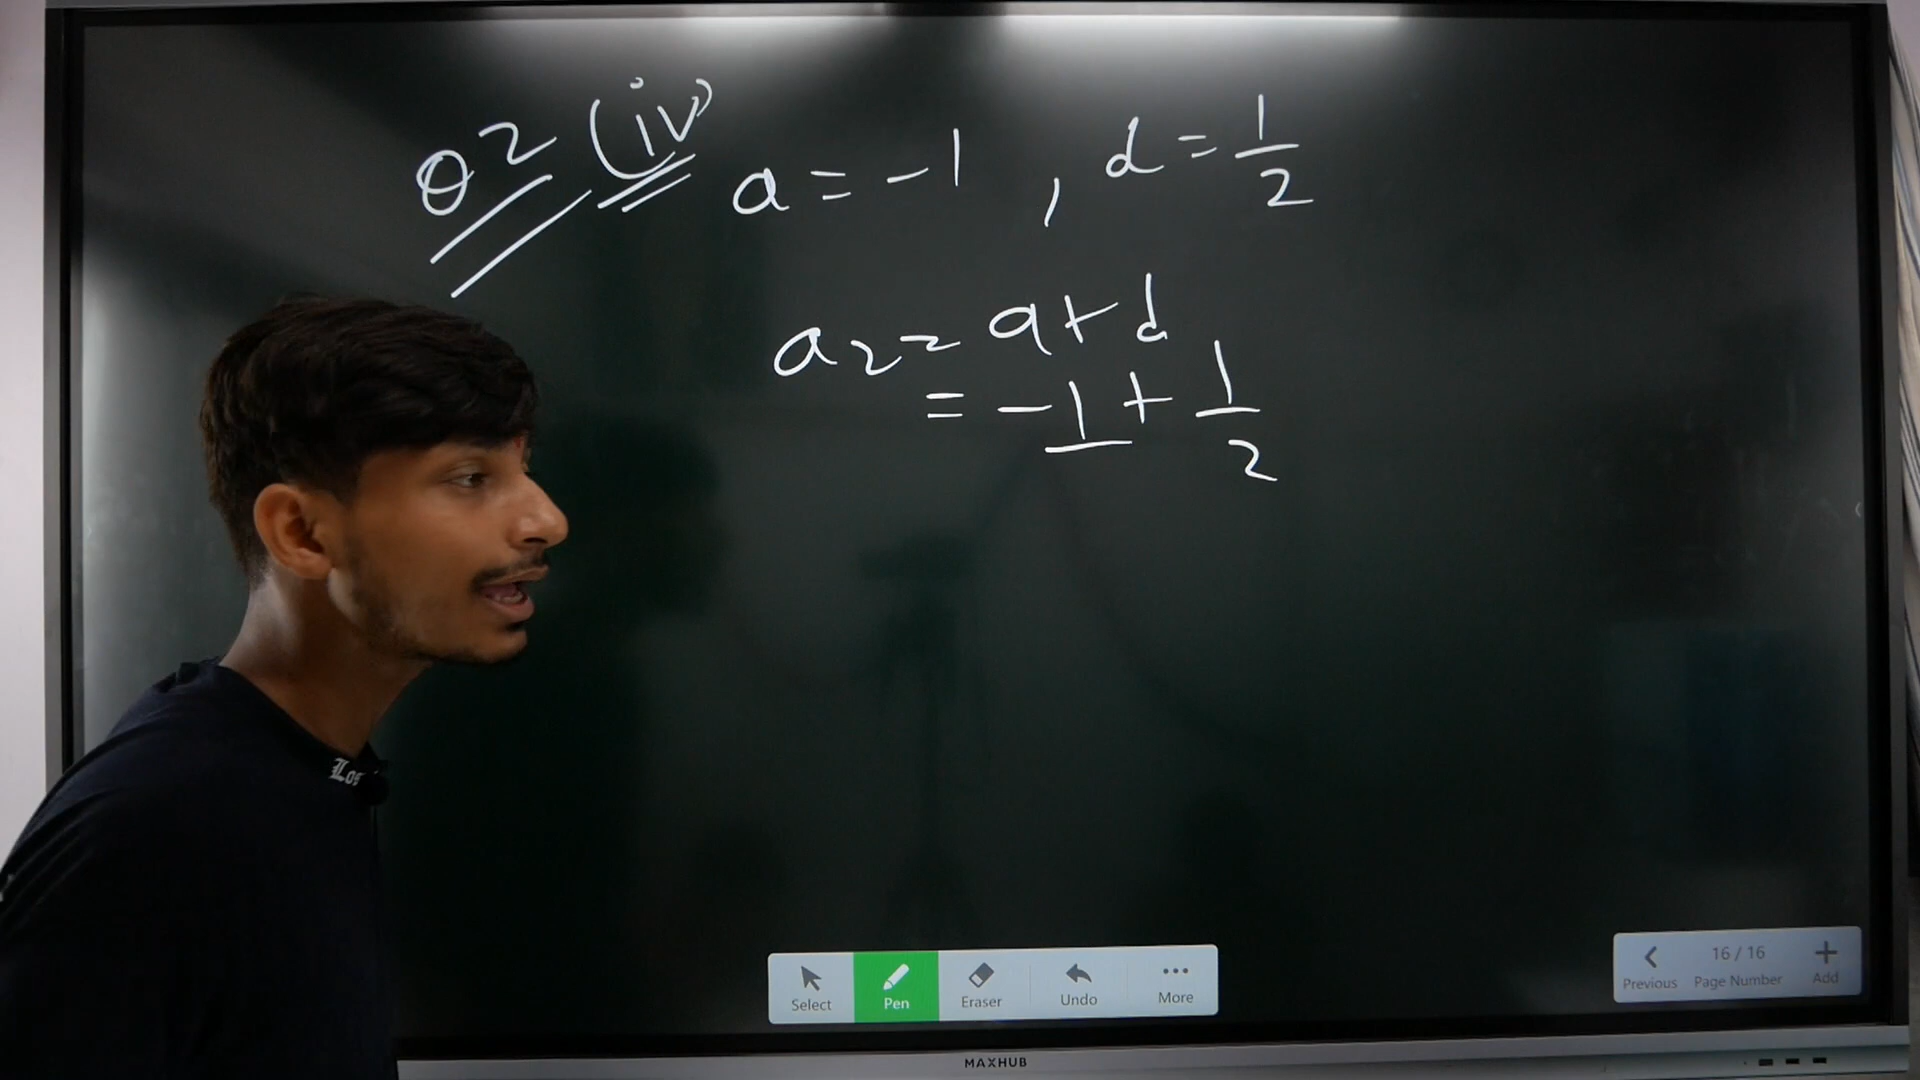 Q2 (iv) a = -1 , d = 1/2
a2 = a+d
= -1 + 1/2
Los
Select Pen Eraser Undo More
Previous 16 / 16 Page Number Add
MAXHUB